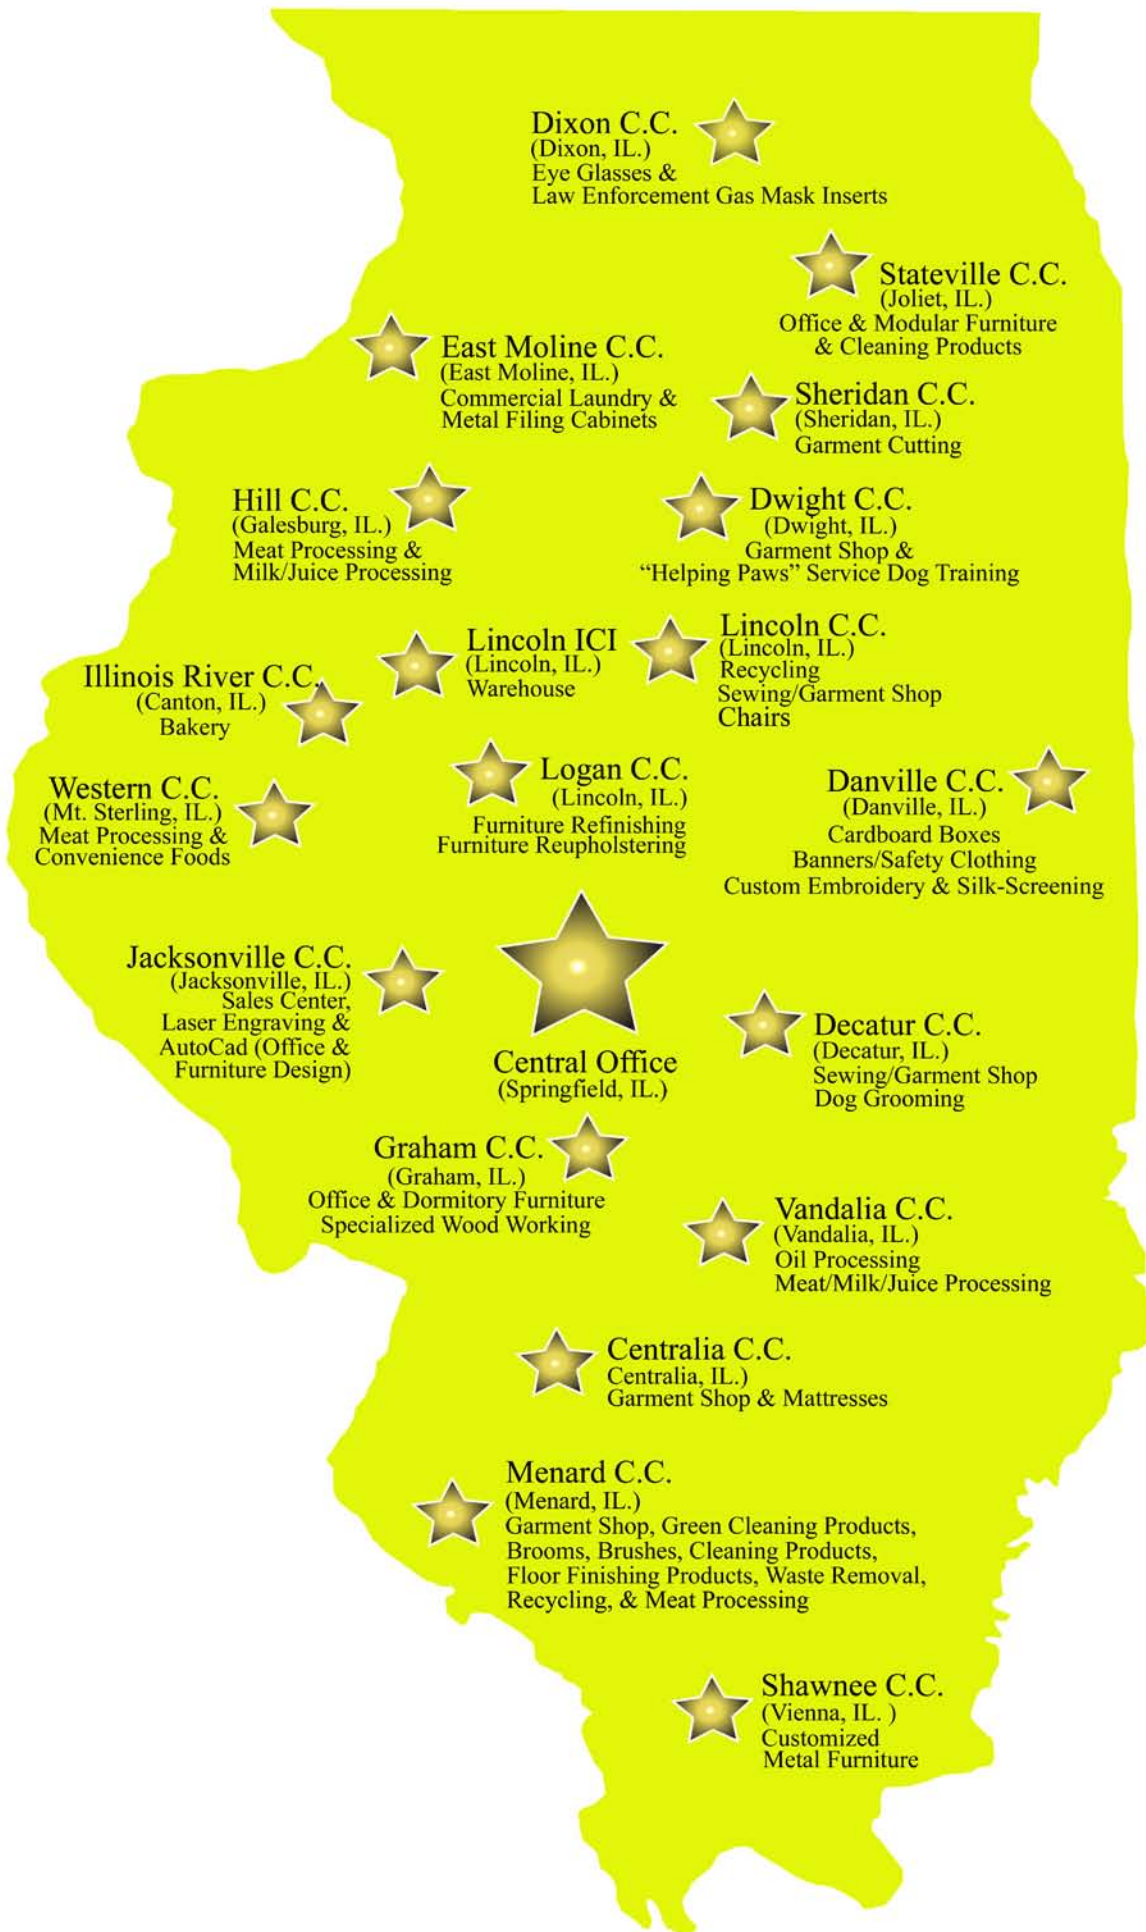 Dixon C.C.
(Dixon, IL.)
Eye Glasses &
Law Enforcement Gas Mask Inserts
Stateville C.C.
(Joliet, IL.)
Office & Modular Furniture
& Cleaning Products
East Moline C.C.
(East Moline, IL.)
Commercial Laundry &
Metal Filing Cabinets
Sheridan C.C.
(Sheridan, IL.)
Garment Cutting
Hill C.C.
(Galesburg, IL.)
Meat Processing &
Milk/Juice Processing
Dwight C.C.
(Dwight, IL.)
Garment Shop &
“Helping Paws” Service Dog Training
Lincoln ICI
(Lincoln, IL.)
Warehouse
Lincoln C.C.
(Lincoln, IL.)
Recycling
Sewing/Garment Shop
Chairs
Illinois River C.C.
(Canton, IL.)
Bakery
Western C.C.
(Mt. Sterling, IL.)
Meat Processing &
Convenience Foods
Logan C.C.
(Lincoln, IL.)
Furniture Refinishing
Furniture Reupholstering
Danville C.C.
(Danville, IL.)
Cardboard Boxes
Banners/Safety Clothing
Custom Embroidery & Silk-Screening
Jacksonville C.C.
(Jacksonville, IL.)
Sales Center,
Laser Engraving &
AutoCad (Office &
Furniture Design)
Central Office
(Springfield, IL.)
Decatur C.C.
(Decatur, IL.)
Sewing/Garment Shop
Dog Grooming
Graham C.C.
(Graham, IL.)
Office & Dormitory Furniture
Specialized Wood Working
Vandalia C.C.
(Vandalia, IL.)
Oil Processing
Meat/Milk/Juice Processing
Centralia C.C.
Centralia, IL.)
Garment Shop & Mattresses
Menard C.C.
(Menard, IL.)
Garment Shop, Green Cleaning Products,
Brooms, Brushes, Cleaning Products,
Floor Finishing Products, Waste Removal,
Recycling, & Meat Processing
Shawnee C.C.
(Vienna, IL. )
Customized
Metal Furniture